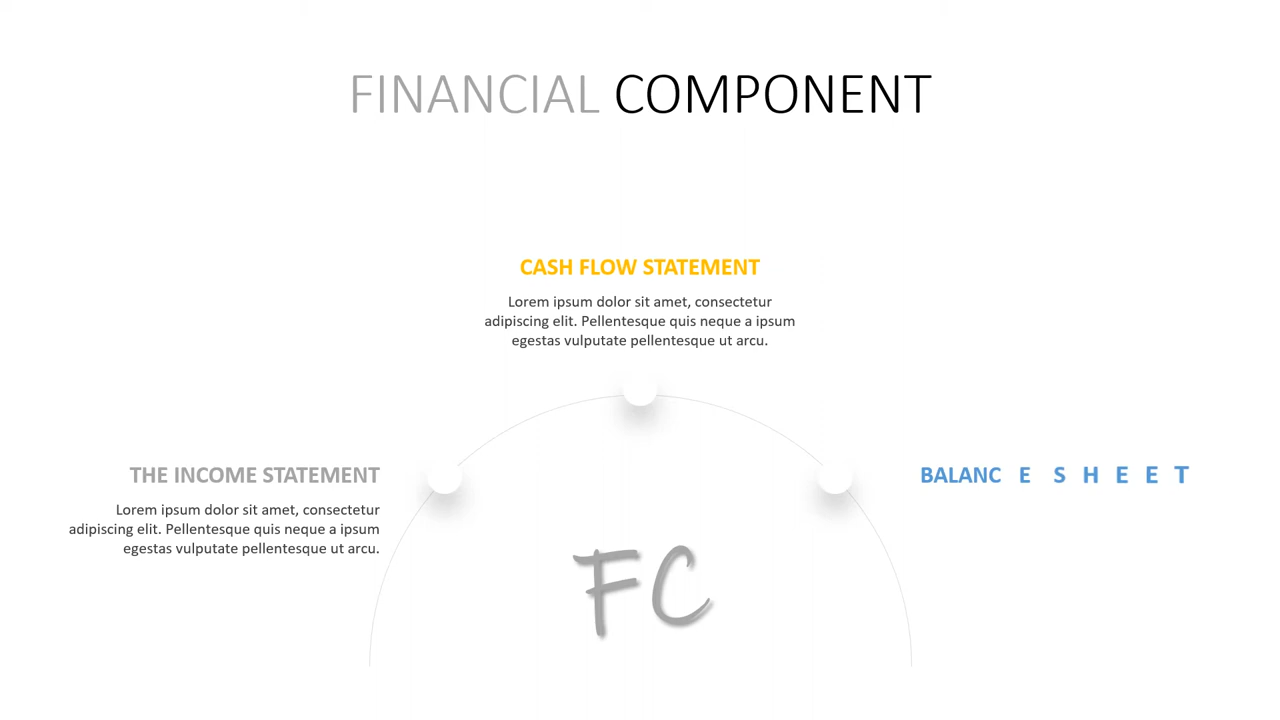 FINANCIAL COMPONENT
CASH FLOW STATEMENT
Lorem ipsum dolor sit amet, consectetur
adipiscing elit. Pellentesque quis neque a ipsum
egestas vulputate pellentesque ut arcu.
THE INCOME STATEMENT
Lorem ipsum dolor sit amet, consectetur
adipiscing elit. Pellentesque quis neque a ipsum
egestas vulputate pellentesque ut arcu.
BALANCE SHEET
FC